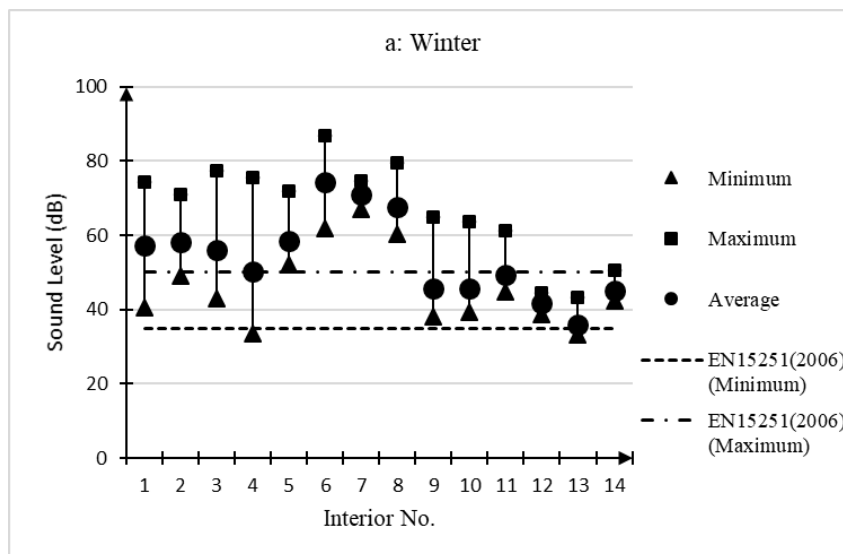 a: Winter
100
80
60
40
20
0
Sound Level (dB)
1 2 3 4 5 6 7 8 9 10 11 12 13 14
Interior No.
Minimum
Maximum
Average
EN15251(2006)
(Minimum)
EN15251(2006)
(Maximum)